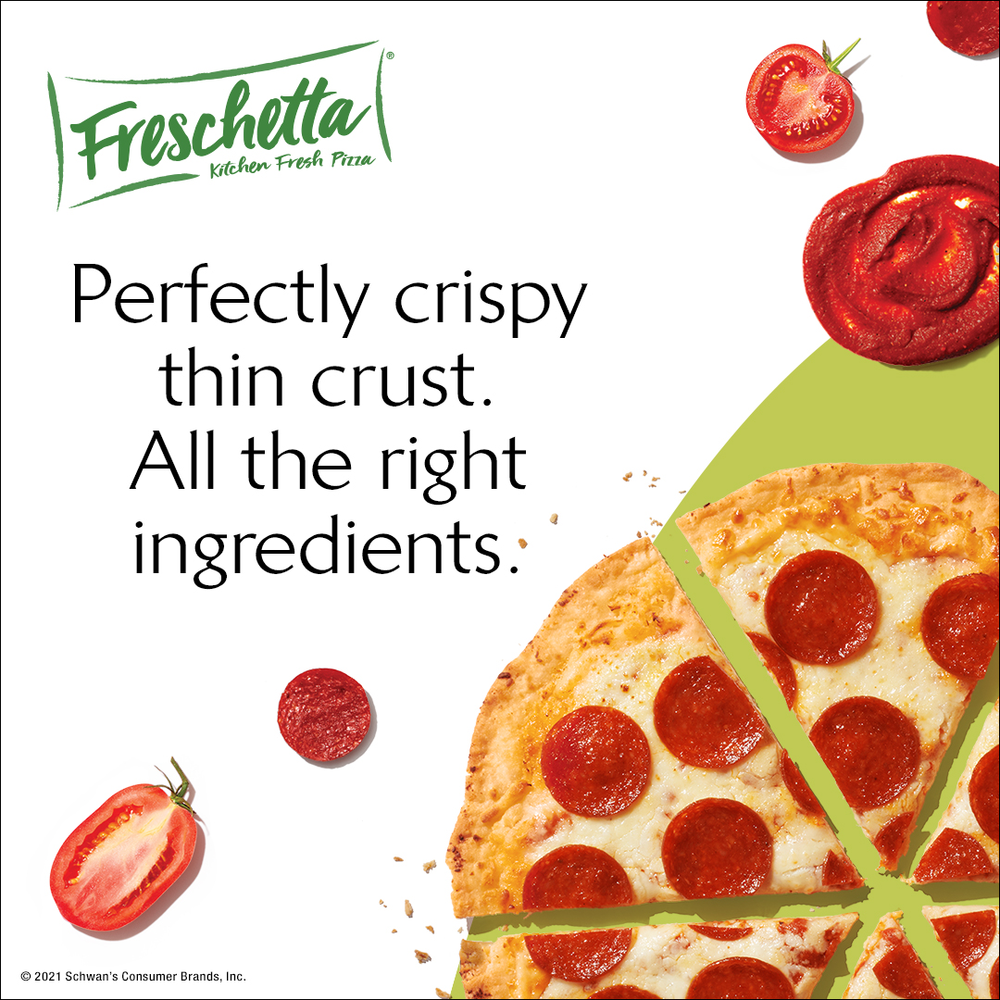 Freschetta®
Kitchen Fresh Pizza
Perfectly crispy
thin crust.
All the right
ingredients.
© 2021 Schwan's Consumer Brands, Inc.